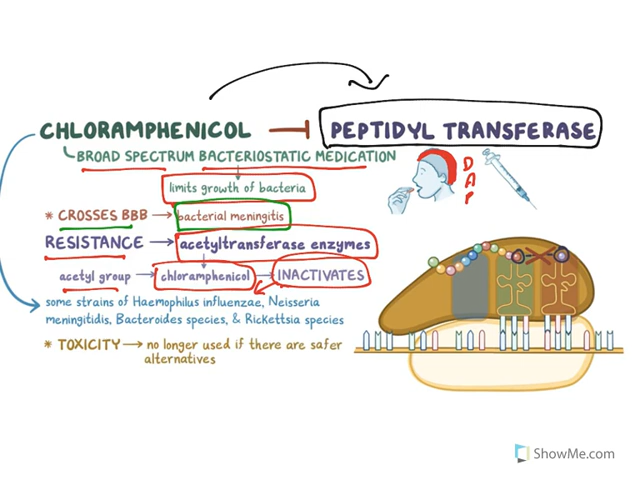 CHLORAMPHENICOL PEPTIDYL TRANSFERASE
BROAD SPECTRUM BACTERIOSTATIC MEDICATION
limits growth of bacteria
* CROSSES BBB → bacterial meningitis
RESISTANCE → acetyltransferase enzymes
acetyl group → chloramphenicol → INACTIVATES
some strains of Haemophilus influenzae, Neisseria
meningitidis, Bacteroides species, & Rickettsia species
* TOXICITY → no longer used if there are safer
alternatives
D
A
P
ShowMe.com